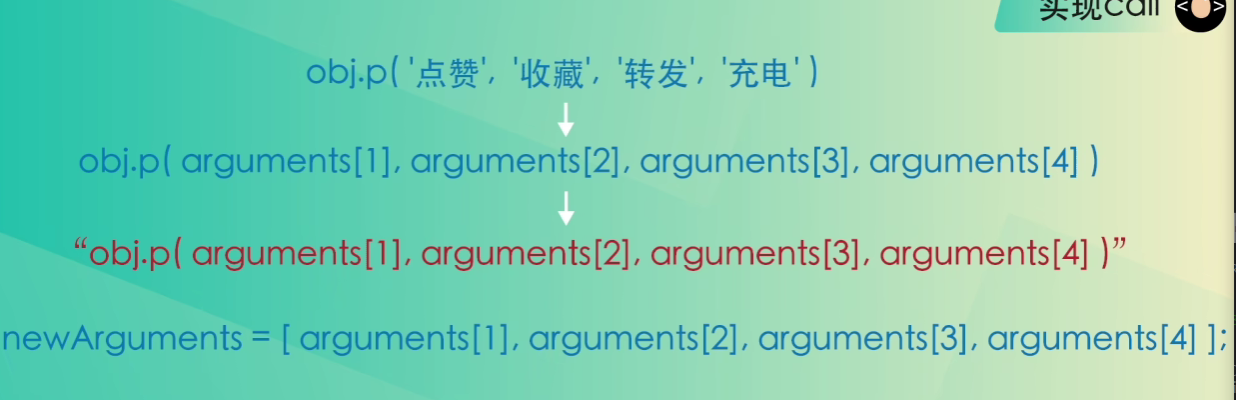 实现call
obj.p( '点赞', '收藏', '转发', '充电' )
obj.p( arguments[1], arguments[2], arguments[3], arguments[4] )
“obj.p( arguments[1], arguments[2], arguments[3], arguments[4] )”
newArguments = [ arguments[1], arguments[2], arguments[3], arguments[4] ];